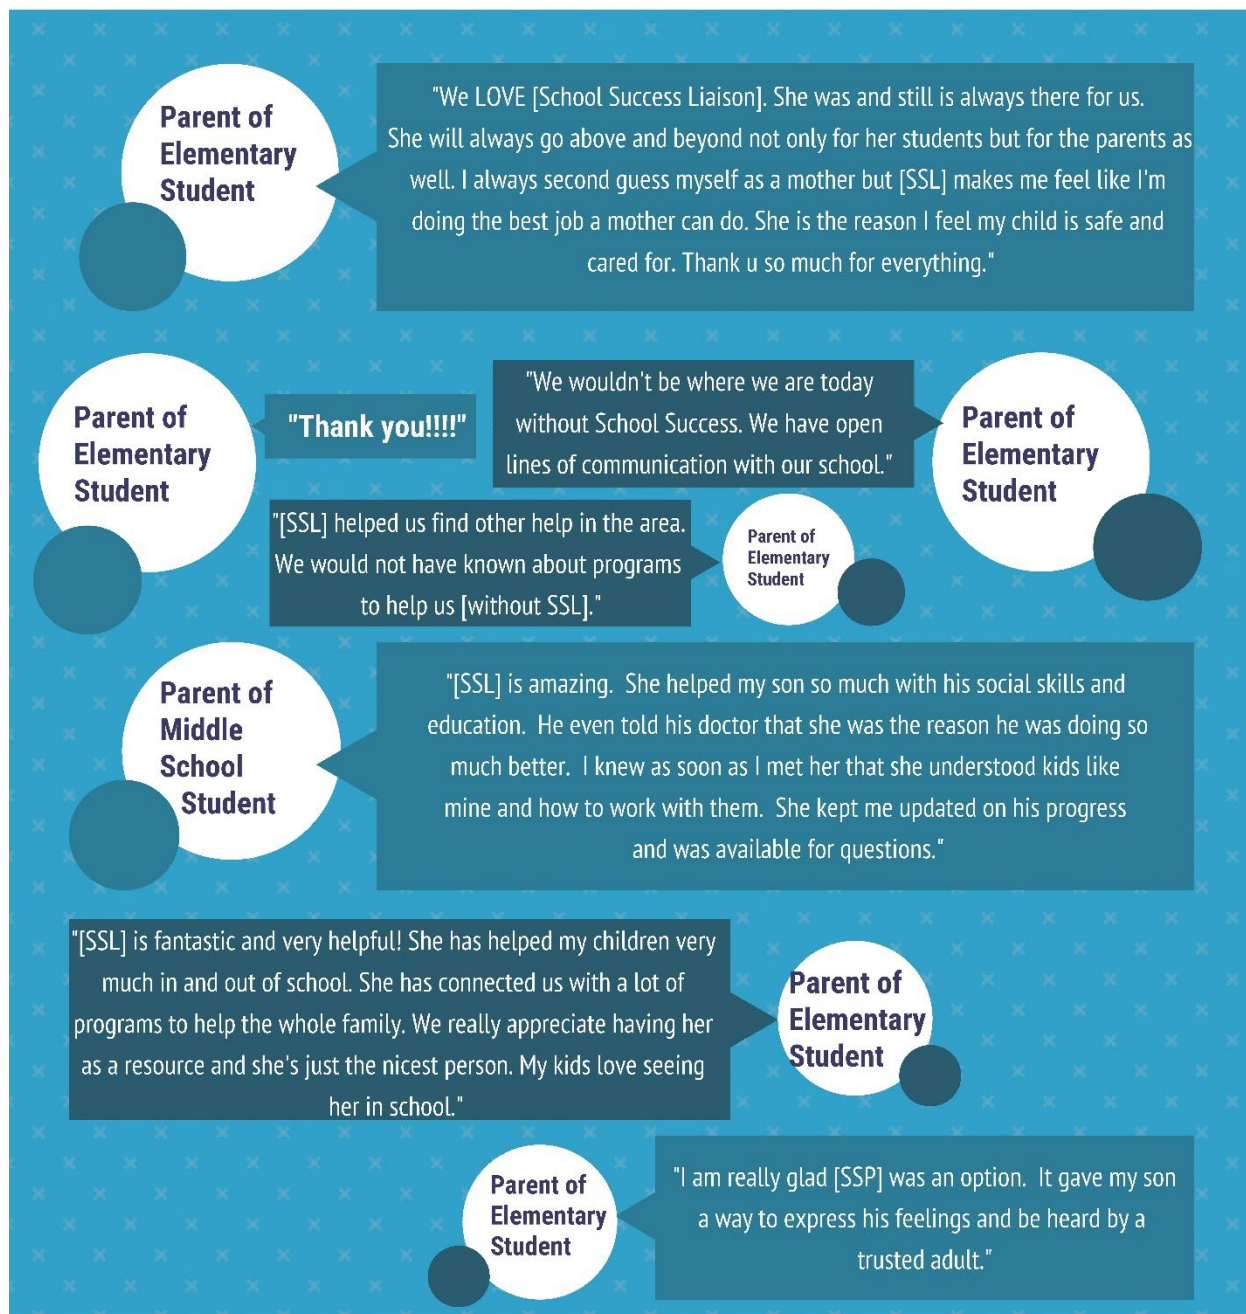 Parent of
Elementary
Student
"We LOVE [School Success Liaison]. She was and still is always there for us.
She will always go above and beyond not only for her students but for the parents as
well. I always second guess myself as a mother but [SSL] makes me feel like I'm
doing the best job a mother can do. She is the reason I feel my child is safe and
cared for. Thank u so much for everything."
Parent of
Elementary
Student
"Thank you!!!!"
"We wouldn't be where we are today
without School Success. We have open
lines of communication with our school."
Parent of
Elementary
Student
"[SSL] helped us find other help in the area.
We would not have known about programs
to help us [without SSL]."
Parent of
Elementary
Student
Parent of
Middle
School
Student
"[SSL] is amazing.  She helped my son so much with his social skills and
education.  He even told his doctor that she was the reason he was doing so
much better.  I knew as soon as I met her that she understood kids like
mine and how to work with them.  She kept me updated on his progress
and was available for questions."
"[SSL] is fantastic and very helpful! She has helped my children very
much in and out of school. She has connected us with a lot of
programs to help the whole family. We really appreciate having her
as a resource and she's just the nicest person. My kids love seeing
her in school."
Parent of
Elementary
Student
Parent of
Elementary
Student
"I am really glad [SSP] was an option.  It gave my son
a way to express his feelings and be heard by a
trusted adult."